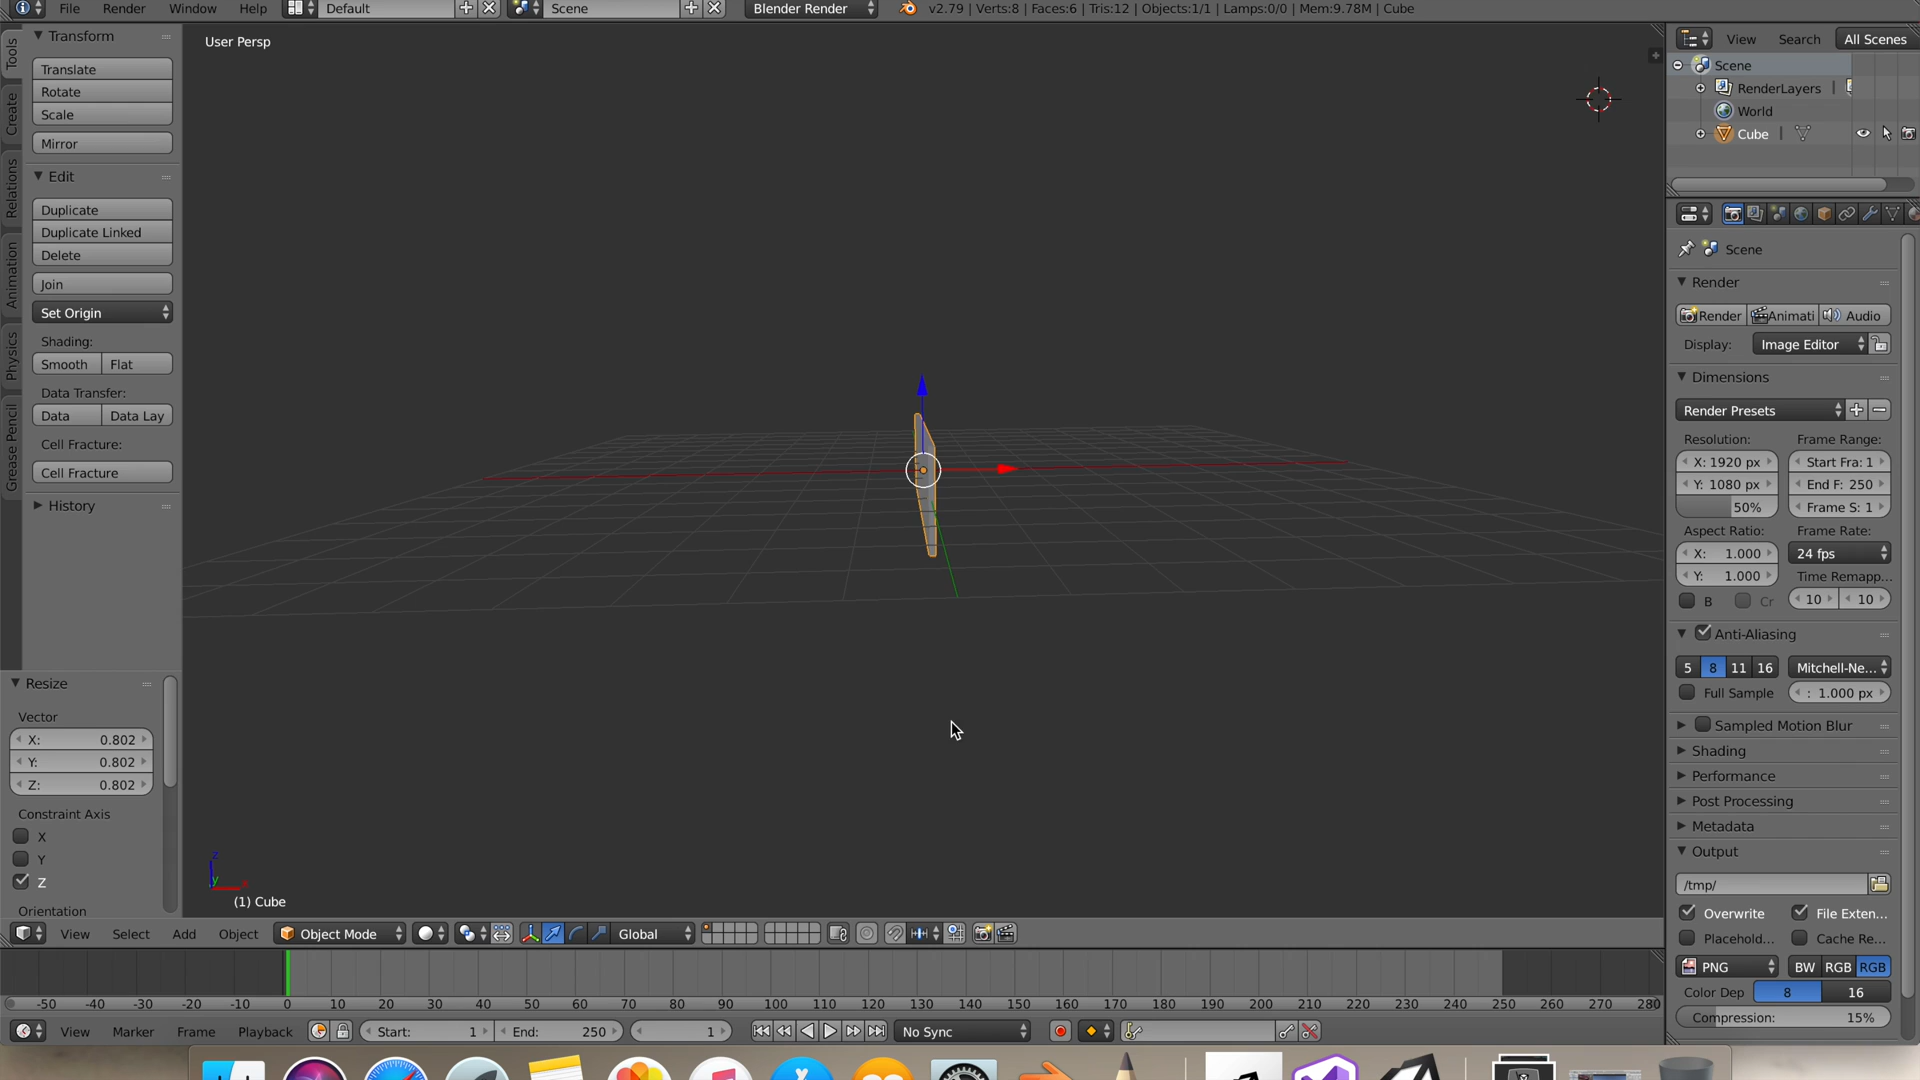 File Render Window Help Default Scene Blender Render v2.79 | Verts:8 | Faces:6 | Tris:12 | Objects:1/1 | Lamps:0/0 | Mem:9.78M | Cube
Tools
Create
Relations
Animation
Physics
Grease Pencil
Transform
Translate
Rotate
Scale
Mirror
Edit
Duplicate
Duplicate Linked
Delete
Join
Set Origin
Shading:
Smooth Flat
Data Transfer:
Data Data Lay
Cell Fracture:
Cell Fracture
History
Resize
Vector
X: 0.802
Y: 0.802
Z: 0.802
Constraint Axis
X
Y
Z
Orientation
User Persp
z
y
x
(1) Cube
View Select Add Object Object Mode Global
-50 -40 -30 -20 -10 0 10 20 30 40 50 60 70 80 90 100 110 120 130 140 150 160 170 180 190 200 210 220 230 240 250 260 270 280
View Marker Frame Playback Start: 1 End: 250 1 No Sync
View Search All Scenes
Scene
RenderLayers |
World
Cube |
Scene
Render
Render Animati Audio
Display: Image Editor
Dimensions
Render Presets
Resolution: Frame Range:
X: 1920 px Start Fra: 1
Y: 1080 px End F: 250
50% Frame S: 1
Aspect Ratio: Frame Rate:
X: 1.000 24 fps
Y: 1.000 Time Remapp...
B Cr 10 10
Anti-Aliasing
5 8 11 16 Mitchell-Ne...
Full Sample : 1.000 px
Sampled Motion Blur
Shading
Performance
Post Processing
Metadata
Output
/tmp/
Overwrite File Exten...
Placehold... Cache Re...
PNG BW RGB RGB
Color Dep 8 16
Compression: 15%